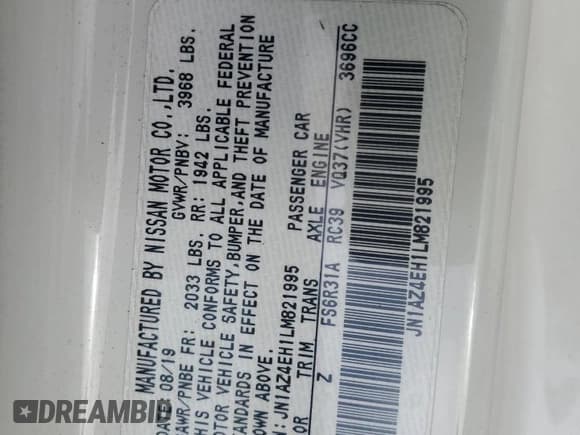 MANUFACTURED BY NISSAN MOTOR CO.,LTD.
DATE: 08/19 GVWR/PNBV: 3968 LBS.
GAWR/PNBE FR: 2033 LBS. RR: 1942 LBS.
THIS VEHICLE CONFORMS TO ALL APPLICABLE FEDERAL
MOTOR VEHICLE SAFETY,BUMPER,AND THEFT PREVENTION
STANDARDS IN EFFECT ON THE DATE OF MANUFACTURE
OWN ABOVE.
N: JN1AZ4EH1LM821995 PASSENGER CAR
OR TRIM TRANS AXLE ENGINE
Z FS6R31A RC39 VQ37(VHR) 3696CC
JN1AZ4EH1LM821995
DREAMBID